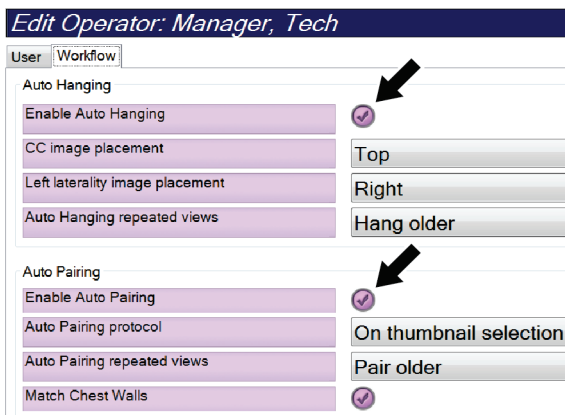 Edit Operator: Manager, Tech
User Workflow
Auto Hanging
Enable Auto Hanging
CC image placement Top
Left laterality image placement Right
Auto Hanging repeated views Hang older
Auto Pairing
Enable Auto Pairing
Auto Pairing protocol On thumbnail selection
Auto Pairing repeated views Pair older
Match Chest Walls